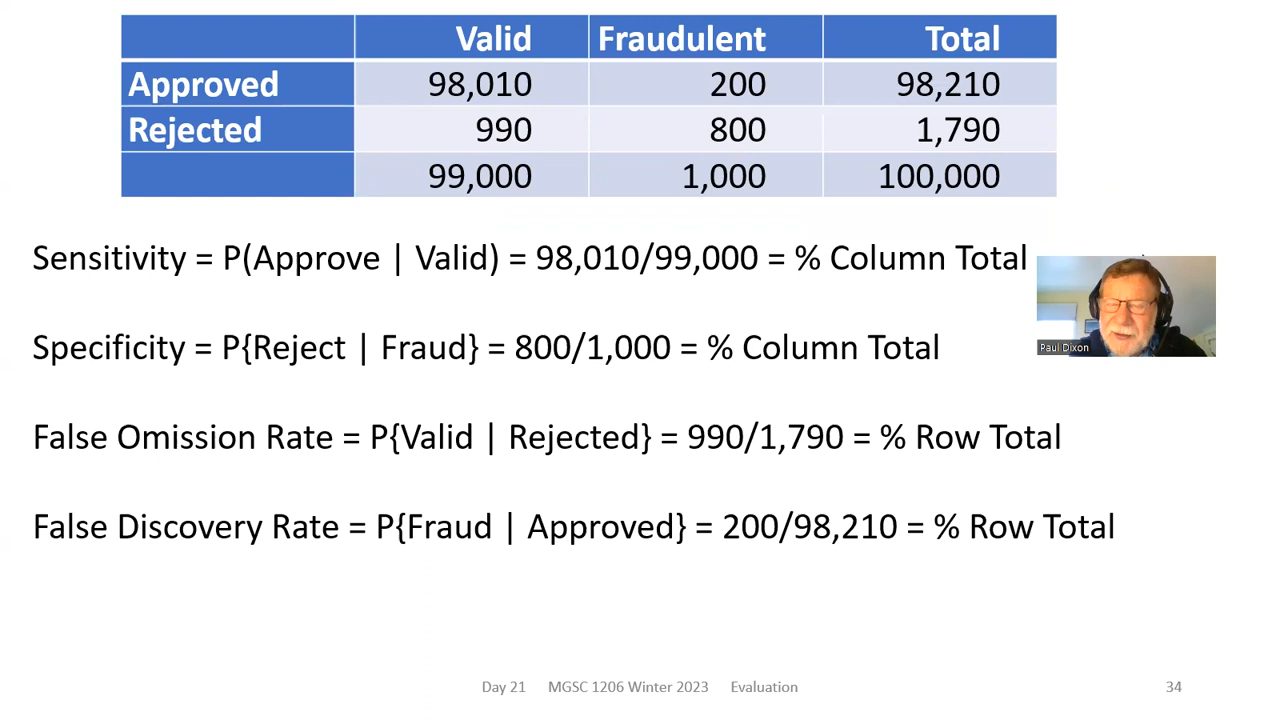 Valid Fraudulent Total
Approved 98,010 200 98,210
Rejected 990 800 1,790
99,000 1,000 100,000
Sensitivity = P(Approve | Valid) = 98,010/99,000 = % Column Total
Specificity = P{Reject | Fraud} = 800/1,000 = % Column Total
Paul Dixon
False Omission Rate = P{Valid | Rejected} = 990/1,790 = % Row Total
False Discovery Rate = P{Fraud | Approved} = 200/98,210 = % Row Total
Day 21 MGSC 1206 Winter 2023 Evaluation 34